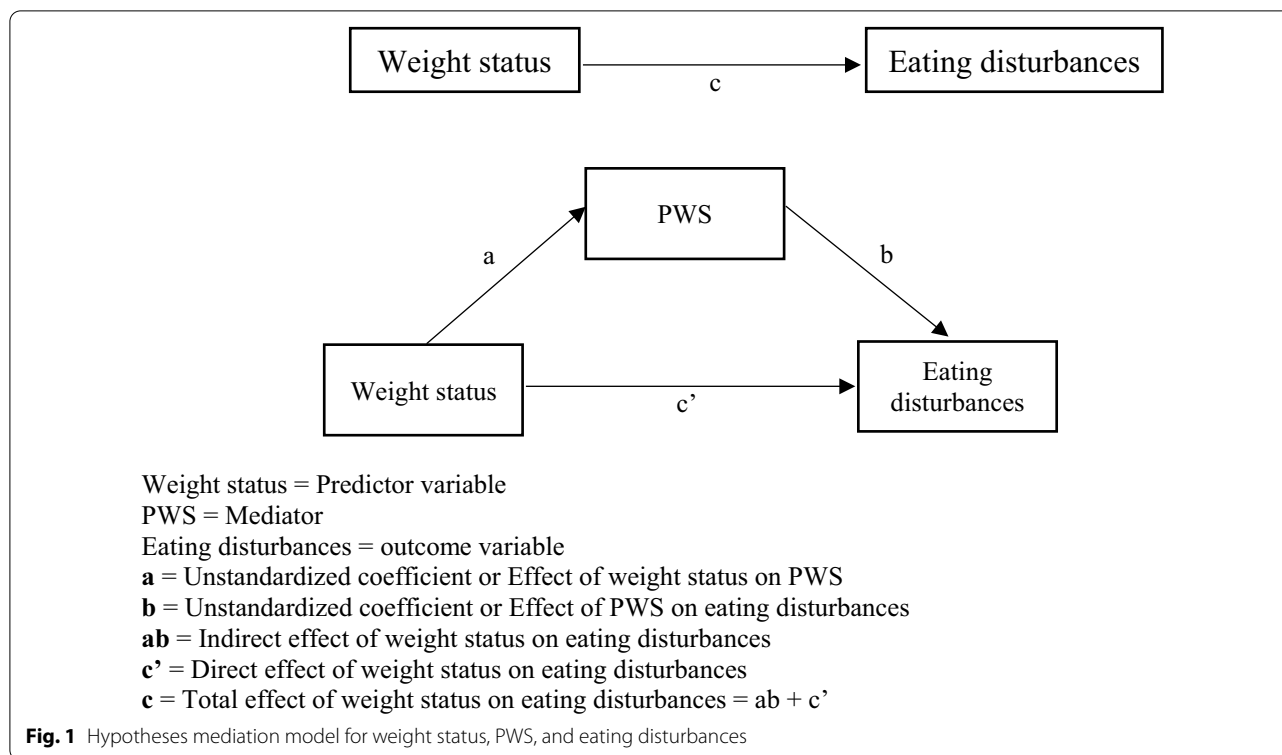 Weight status
Eating disturbances
c
PWS
a
b
Weight status
Eating
disturbances
c’
Weight status = Predictor variable
PWS = Mediator
Eating disturbances = outcome variable
a = Unstandardized coefficient or Effect of weight status on PWS
b = Unstandardized coefficient or Effect of PWS on eating disturbances
ab = Indirect effect of weight status on eating disturbances
c’ = Direct effect of weight status on eating disturbances
c = Total effect of weight status on eating disturbances = ab + c’
Fig. 1 Hypotheses mediation model for weight status, PWS, and eating disturbances